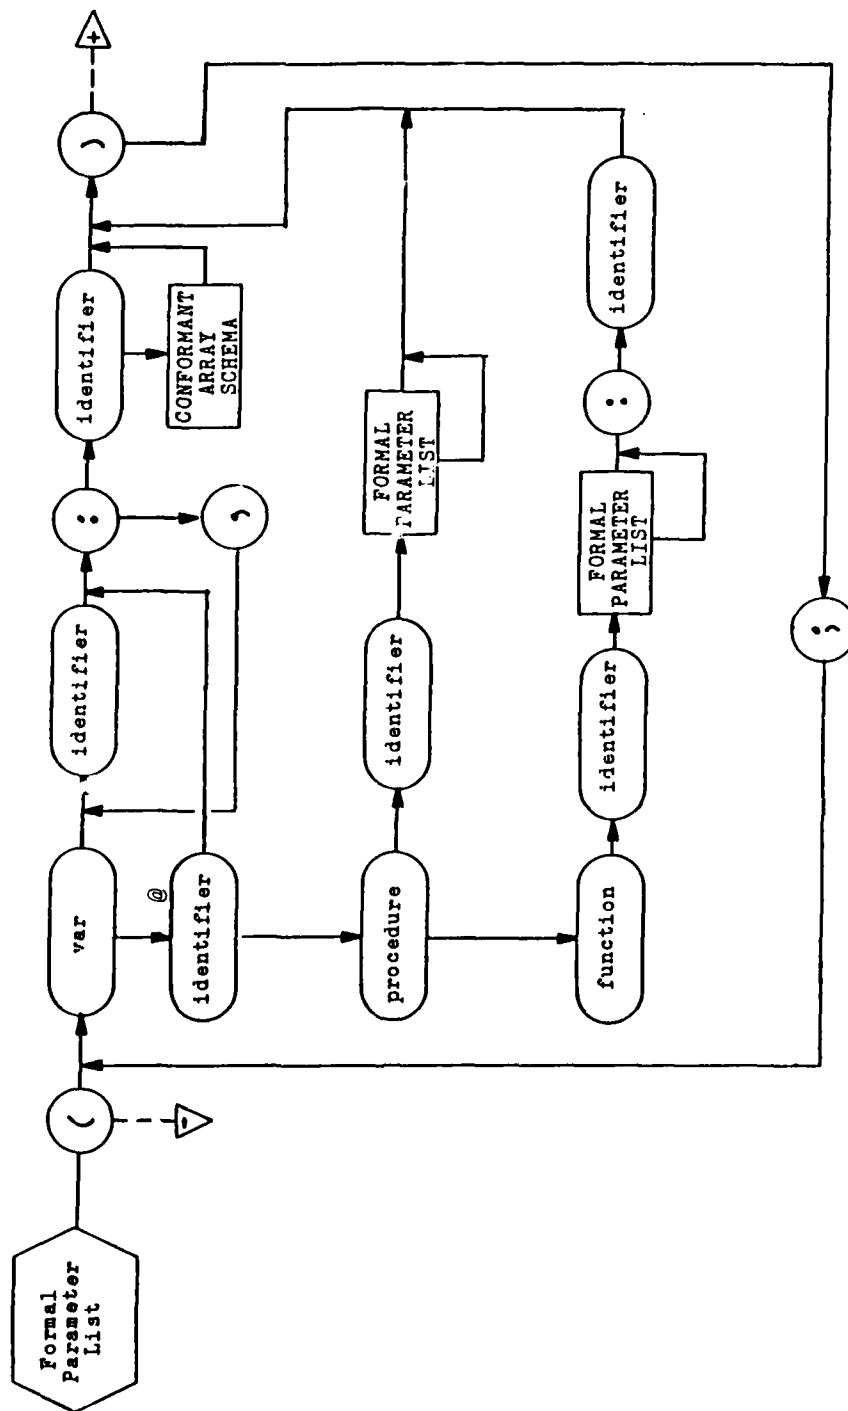 Formal
Parameter
List
(
-
var
identifier
:
identifier
)
+
@
identifier
,
CONFORMANT
ARRAY
SCHEMA
procedure
identifier
FORMAL
PARAMETER
LIST
function
identifier
FORMAL
PARAMETER
LIST
:
identifier
;